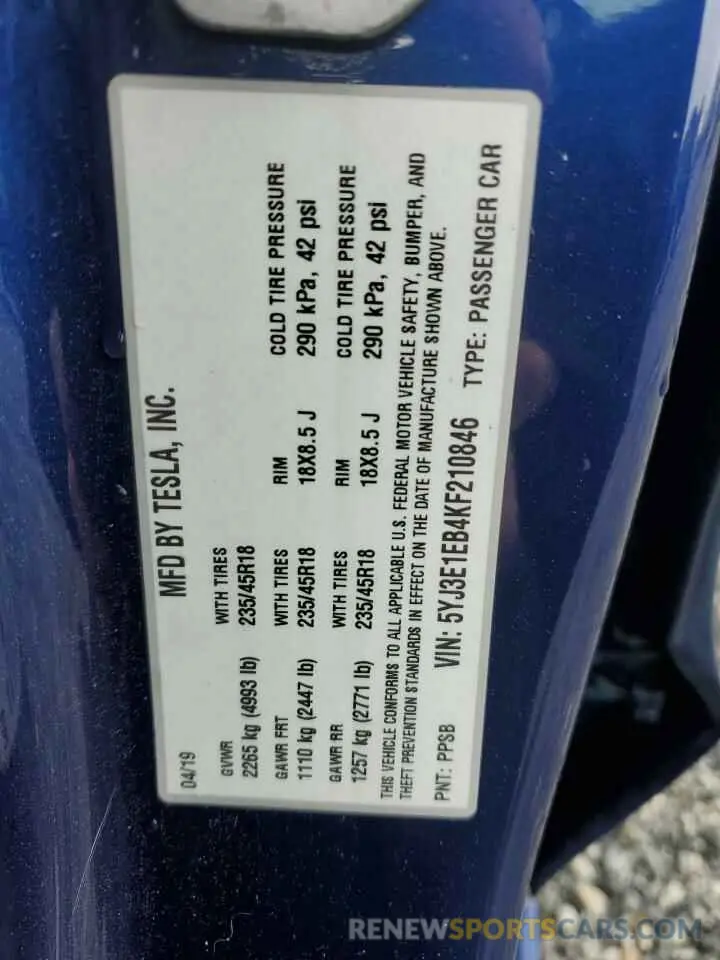 MFD BY TESLA, INC.
04/19
GVWR WITH TIRES
2265 kg (4993 lb) 235/45R18
GAWR FRT WITH TIRES RIM COLD TIRE PRESSURE
1110 kg (2447 lb) 235/45R18 18X8.5 J 290 kPa, 42 psi
GAWR RR WITH TIRES RIM COLD TIRE PRESSURE
1257 kg (2771 lb) 235/45R18 18X8.5 J 290 kPa, 42 psi
THIS VEHICLE CONFORMS TO ALL APPLICABLE U.S. FEDERAL MOTOR VEHICLE SAFETY, BUMPER, AND
THEFT PREVENTION STANDARDS IN EFFECT ON THE DATE OF MANUFACTURE SHOWN ABOVE.
PNT: PPSB VIN: 5YJ3E1EB4KF210846 TYPE: PASSENGER CAR
RENEWSPORTSCARS.COM